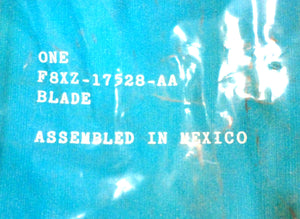 ONE
F8XZ-17528-AA
BLADE
ASSEMBLED IN MEXICO